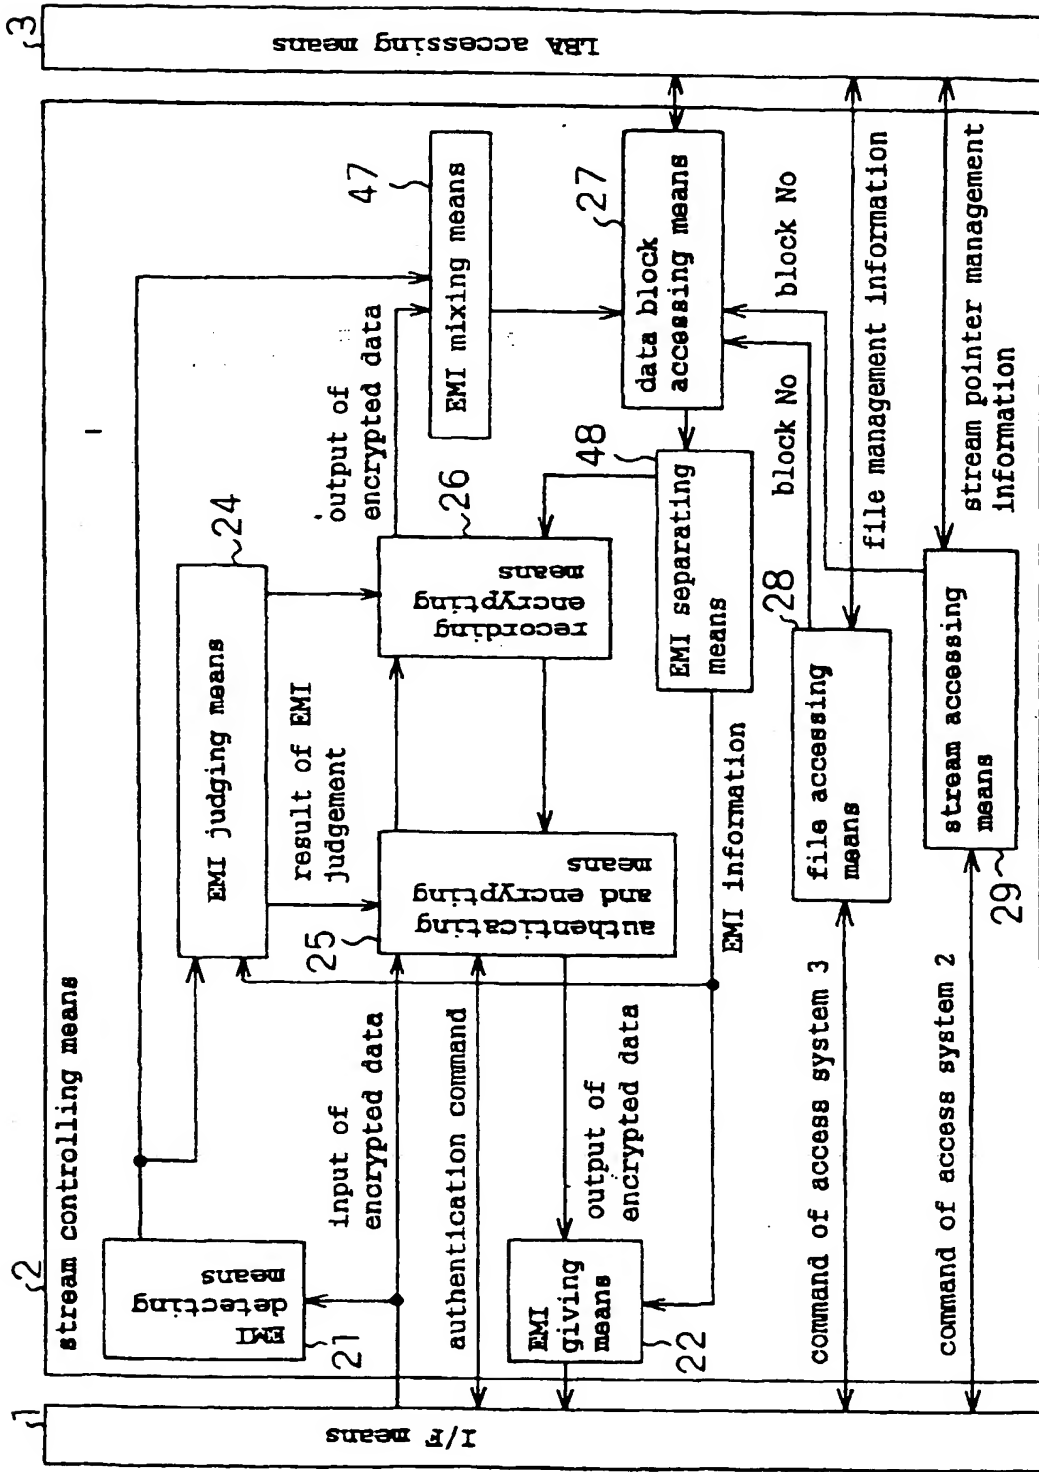 1
I/F means
2
stream controlling means
3
LBA accessing means
EMI
detecting
means
21
EMI judging means
24
result of EMI
judgement
input of
encrypted data
authentication command
25
authenticating
and encrypting
means
recording
encrypting
means
26
output of
encrypted data
EMI mixing means
47
data block
accessing means
27
EMI separating
means
48
EMI
giving
means
22
output of
encrypted data
EMI information
block No
block No
file accessing
means
28
file management information
command of access system 3
stream accessing
means
29
stream pointer management
information
command of access system 2